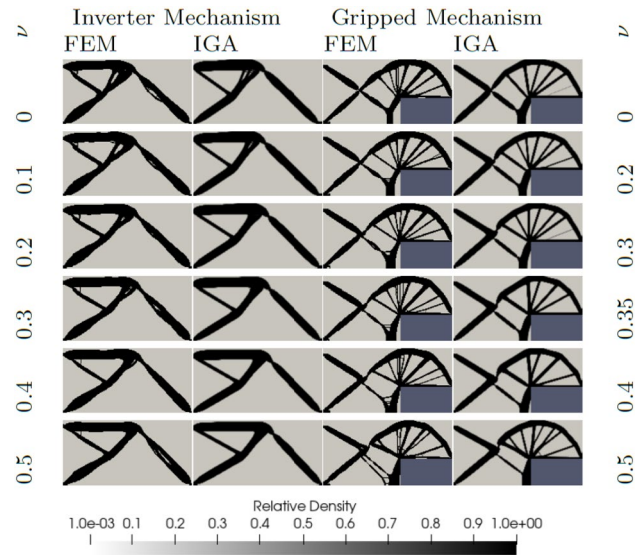 Inverter Mechanism Gripped Mechanism
ν FEM IGA FEM IGA ν
0 0
0.1 0.2
0.2 0.3
0.3 0.35
0.4 0.4
0.5 0.5
Relative Density
1.0e-03 0.1 0.2 0.3 0.4 0.5 0.6 0.7 0.8 0.9 1.0e+00